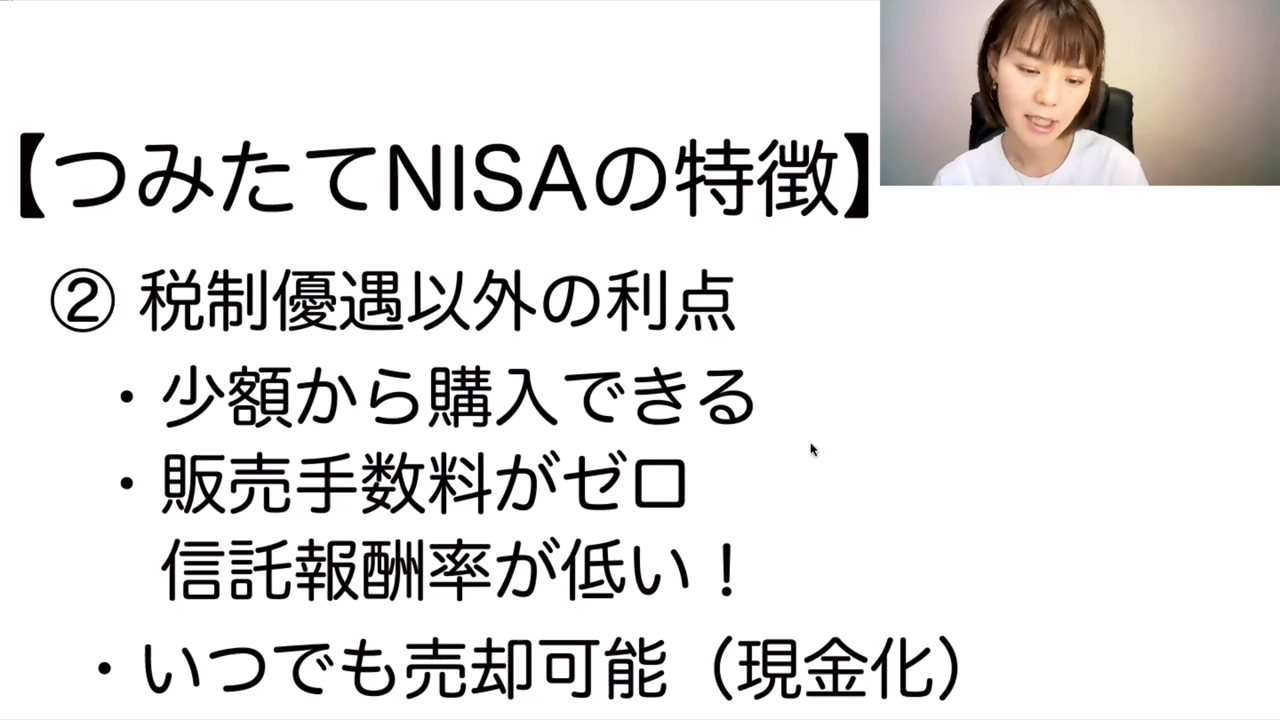 【つみたてNISAの特徴】
② 税制優遇以外の利点
・少額から購入できる
・販売手数料がゼロ
信託報酬率が低い！
・いつでも売却可能（現金化）